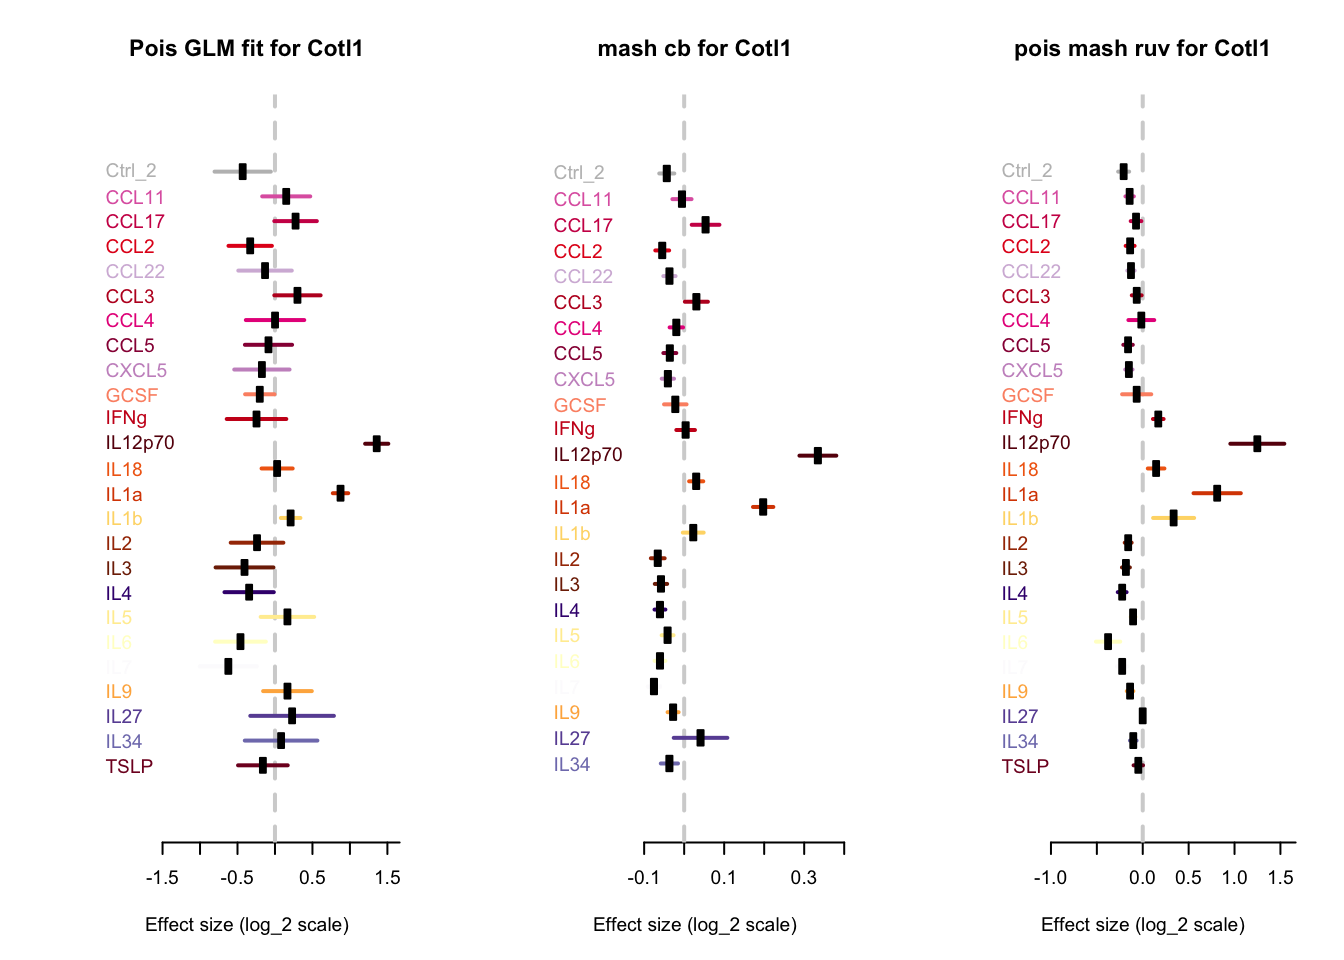 Pois GLM fit for Cotl1
Ctrl_2
CCL11
CCL17
CCL2
CCL22
CCL3
CCL4
CCL5
CXCL5
GCSF
IFNg
IL12p70
IL18
IL1a
IL1b
IL2
IL3
IL4
IL5
IL6
IL7
IL9
IL27
IL34
TSLP
-1.5 -0.5 0.5 1.5
Effect size (log_2 scale)
mash cb for Cotl1
Ctrl_2
CCL11
CCL17
CCL2
CCL22
CCL3
CCL4
CCL5
CXCL5
GCSF
IFNg
IL12p70
IL18
IL1a
IL1b
IL2
IL3
IL4
IL5
IL6
IL7
IL9
IL27
IL34
-0.1 0.1 0.3
Effect size (log_2 scale)
pois mash ruv for Cotl1
Ctrl_2
CCL11
CCL17
CCL2
CCL22
CCL3
CCL4
CCL5
CXCL5
GCSF
IFNg
IL12p70
IL18
IL1a
IL1b
IL2
IL3
IL4
IL5
IL6
IL7
IL9
IL27
IL34
TSLP
-1.0 0.0 0.5 1.0 1.5
Effect size (log_2 scale)